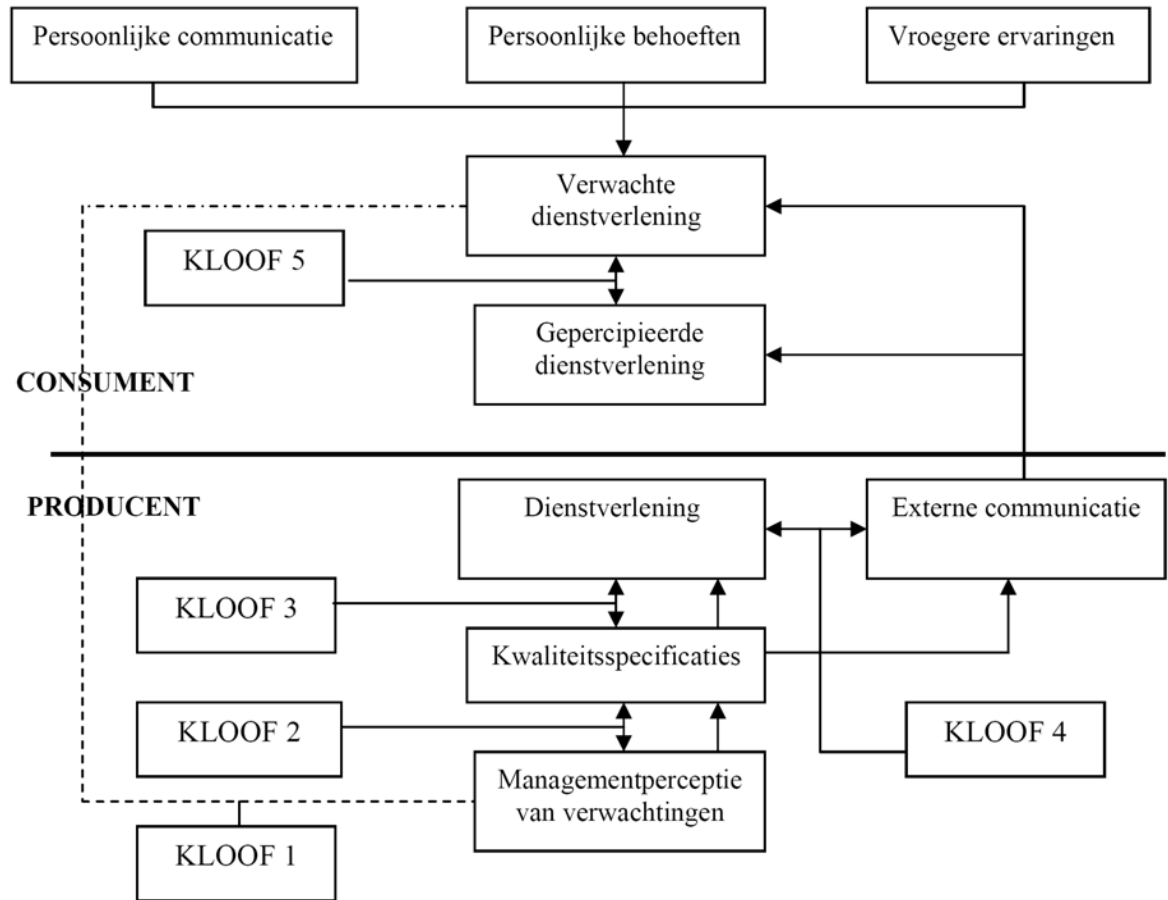 Persoonlijke communicatie
Persoonlijke behoeften
Vroegere ervaringen
Verwachte
dienstverlening
KLOOF 5
Gepercipieerde
dienstverlening
CONSUMENT
PRODUCENT
Dienstverlening
Externe communicatie
KLOOF 3
Kwaliteitsspecificaties
KLOOF 2
KLOOF 4
Managementperceptie
van verwachtingen
KLOOF 1